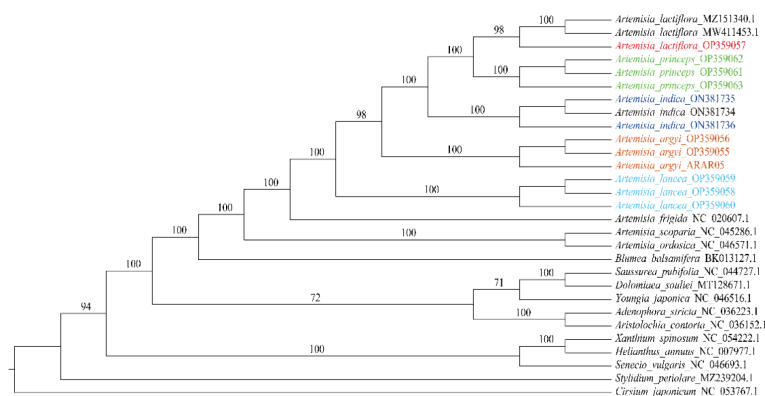 100
Artemisia_lactiflora_MZ151340.1
98
Artemisia_lactiflora_MW411453.1
Artemisia_lactiflora_OP359057
100
Artemisia_princeps_OP359062
100
Artemisia_princeps_OP359061
100
Artemisia_princeps_OP359063
Artemisia_indica_ON381735
100
Artemisia_indica_ON381734
98
Artemisia_indica_ON381736
Artemisia_argyi_OP359056
100
Artemisia_argyi_OP359055
100
Artemisia_argyi_ARAR05
Artemisia_lancea_OP359059
100
Artemisia_lancea_OP359058
100
Artemisia_lancea_OP359060
100
Artemisia_frigida_NC_020607.1
Artemisia_scoparia_NC_045286.1
100
Artemisia_ordosica_NC_046571.1
100
Blumea_balsamifera_BK013127.1
100
Saussurea_pubifolia_NC_044727.1
100
71
Dolomiaea_souliei_MT128671.1
72
Youngia_japonica_NC_046516.1
94
Adenophora_stricta_NC_036223.1
100
Aristolochia_contorta_NC_036152.1
100
Xanthium_spinosum_NC_054222.1
100
Helianthus_annuus_NC_007977.1
Senecio_vulgaris_NC_046693.1
Stylidium_petiolare_MZ239204.1
Cirsium_japonicum_NC_053767.1